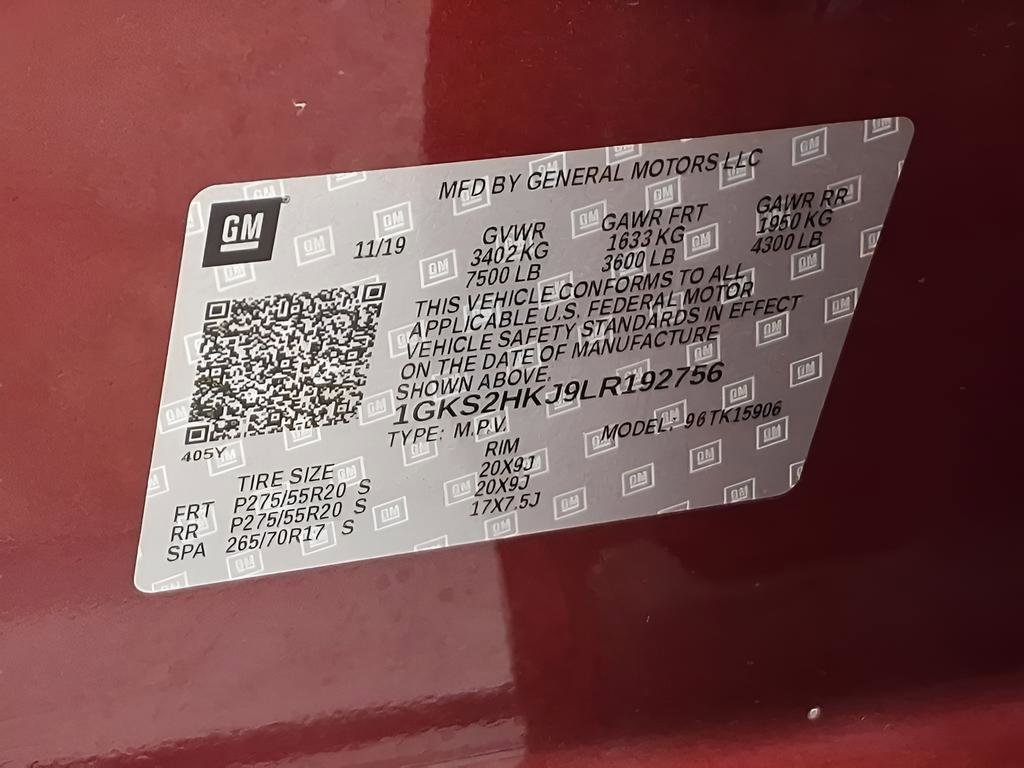 MFD BY GENERAL MOTORS LLC
GM
11/19
GVWR GAWR FRT GAWR RR
3402 KG 1633 KG 1950 KG
7500 LB 3600 LB 4300 LB
THIS VEHICLE CONFORMS TO ALL
APPLICABLE U.S. FEDERAL MOTOR
VEHICLE SAFETY STANDARDS IN EFFECT
ON THE DATE OF MANUFACTURE
SHOWN ABOVE.
1GKS2HKJ9LR192756
TYPE: M.P.V. MODEL: 96 TK15906
405Y
TIRE SIZE RIM
FRT P275/55R20 S 20X9J
RR P275/55R20 S 20X9J
SPA 265/70R17 S 17X7.5J